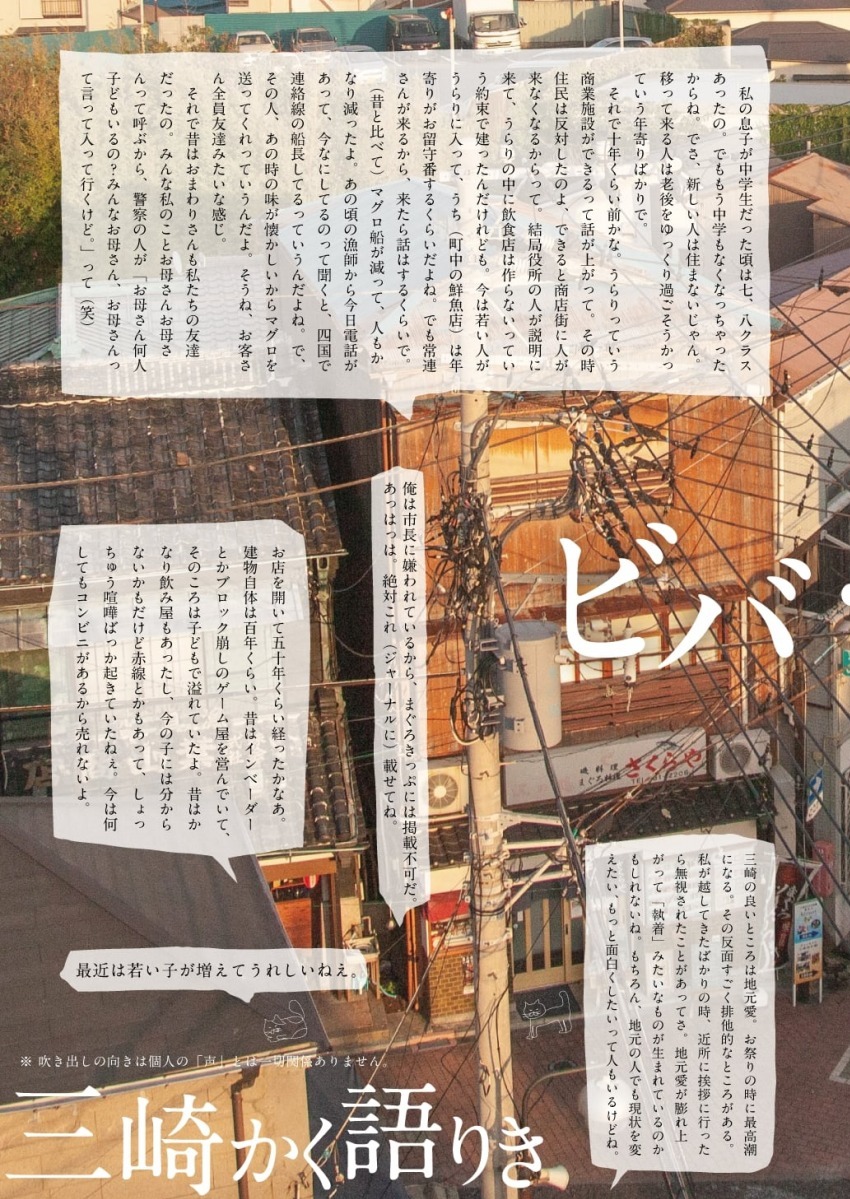 私の息子が中学生だった頃は七、八クラス
あったの。でももう中学もなくなっちゃった
からね。でさ、新しい人は住まないじゃん。
移って来る人は老後をゆっくり過ごそうかっ
ていう年寄りばかりで。
それで十年くらい前かな。うらりっていう
商業施設ができるって話が上がって。その時
住民は反対したのよ。できると商店街に人が
来なくなるからって。結局役所の人が説明に
来て、うらりの中に飲食店は作らないってい
う約束で建ったんだけれども。今は若い人が
うらりに入って、うち（町中の鮮魚店）は年
寄りがお留守番するくらいだよね。でも常連
さんが来るから、来たら話はするくらいで。
（昔と比べて）マグロ船が減って、人もか
なり減ったよ。あの頃の漁師から今日電話が
あって、今なにしてるのって聞くと、四国で
連絡線の船長してるっていうんだよね。で、
その人、あの時の味が懐かしいからマグロを
送ってくれっていうんだよ。そうね、お客さ
ん全員友達みたいな感じ。
それで昔はおまわりさんも私たちの友達
だったの。みんな私のことお母さんお母さ
んって呼ぶから、警察の人が「お母さん何人
子どもいるの？みんなお母さん、お母さんっ
て言って入って行くけど。」って（笑）
俺は市長に嫌われているから、まぐろきっぷには掲載不可だ。
あっはっは。絶対これ（ジャーナルに）載せてね。
お店を開いて五十年くらい経ったかなあ。
建物自体は百年くらい。昔はインベーダー
とかブロック崩しのゲーム屋を営んでいて、
そのころは子どもで溢れていたよ。昔はか
なり飲み屋もあったし、今の子には分から
ないかもだけど赤線とかもあって、しょっ
ちゅう喧嘩ばっか起きていたねぇ。今は何
してもコンビニがあるから売れないよ。
ビバ・
磯料理
まぐろ料理
さくらや
三崎の良いところは地元愛。お祭りの時に最高潮
になる。その反面すごく排他的なところがある。
私が越してきたばかりの時、近所に挨拶に行った
ら無視されたことがあってさ。地元愛が膨れ上
がって「執着」みたいなものが生まれているのか
もしれないね。もちろん、地元の人でも現状を変
えたい、もっと面白くしたいって人もいるけどね。
最近は若い子が増えてうれしいねぇ。
※ 吹き出しの向きは個人の「声」とは一切関係ありません。
三崎かく語りき